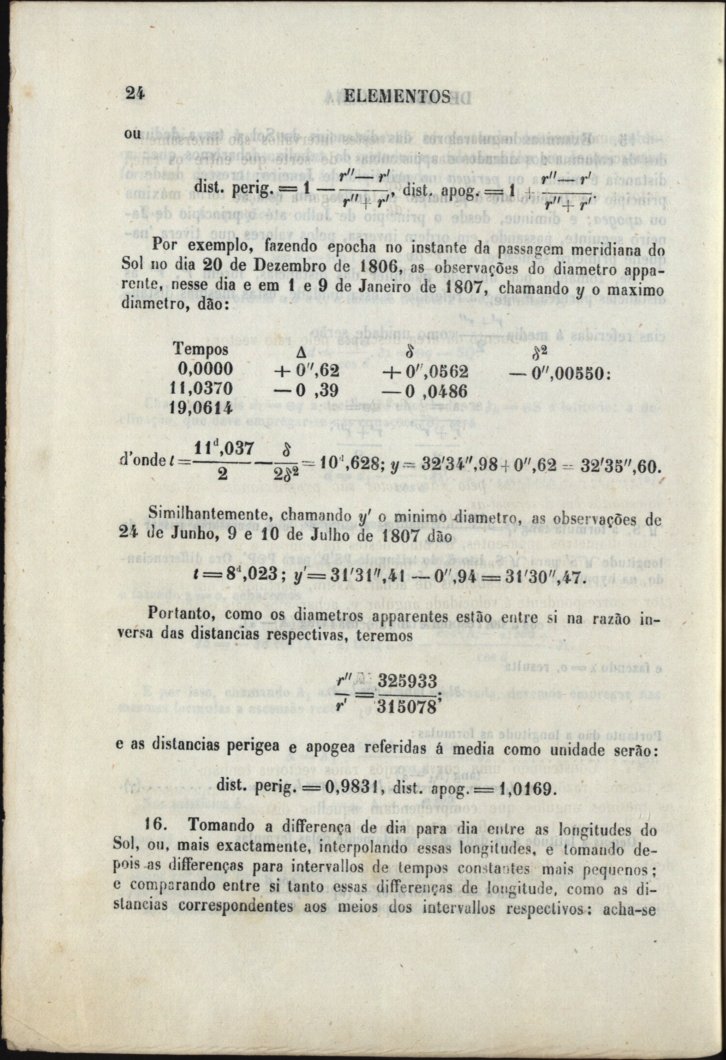 24 ELEMENTOS
ou
dist. perig. = 1 — (r''— r')/(r''+ r'), dist. apog. = 1 + (r''— r')/(r''+ r').
Por exemplo, fazendo epocha no instante da passagem meridiana do
Sol no dia 20 de Dezembro de 1806, as observações do diametro appa-
rente, nesse dia e em 1 e 9 de Janeiro de 1807, chamando y o maximo
diametro, dão:
Tempos Δ δ δ²
0,0000 + 0'',62 + 0'',0562 — 0'',00550:
11,0370 — 0 ,39 — 0 ,0486
19,0614
d'onde t = 11ᵈ,037/2 — δ/2δ² = 10ᵈ,628; y = 32'34'',98 + 0'',62 = 32'35'',60.
Similhantemente, chamando y' o minimo diametro, as observações de
24 de Junho, 9 e 10 de Julho de 1807 dão
t = 8ᵈ,023; y' = 31'31'',41 — 0'',94 = 31'30'',47.
Portanto, como os diametros apparentes estão entre si na razão in-
versa das distancias respectivas, teremos
r''/r' = 325933/315078;
e as distancias perigea e apogea referidas á media como unidade serão:
dist. perig. = 0,9831, dist. apog. = 1,0169.
16. Tomando a differença de dia para dia entre as longitudes do
Sol, ou, mais exactamente, interpolando essas longitudes, e tomando de-
pois as differenças para intervallos de tempos constantes mais pequenos;
e comparando entre si tanto essas differenças de longitude, como as di-
stancias correspondentes aos meios dos intervallos respectivos: acha-se